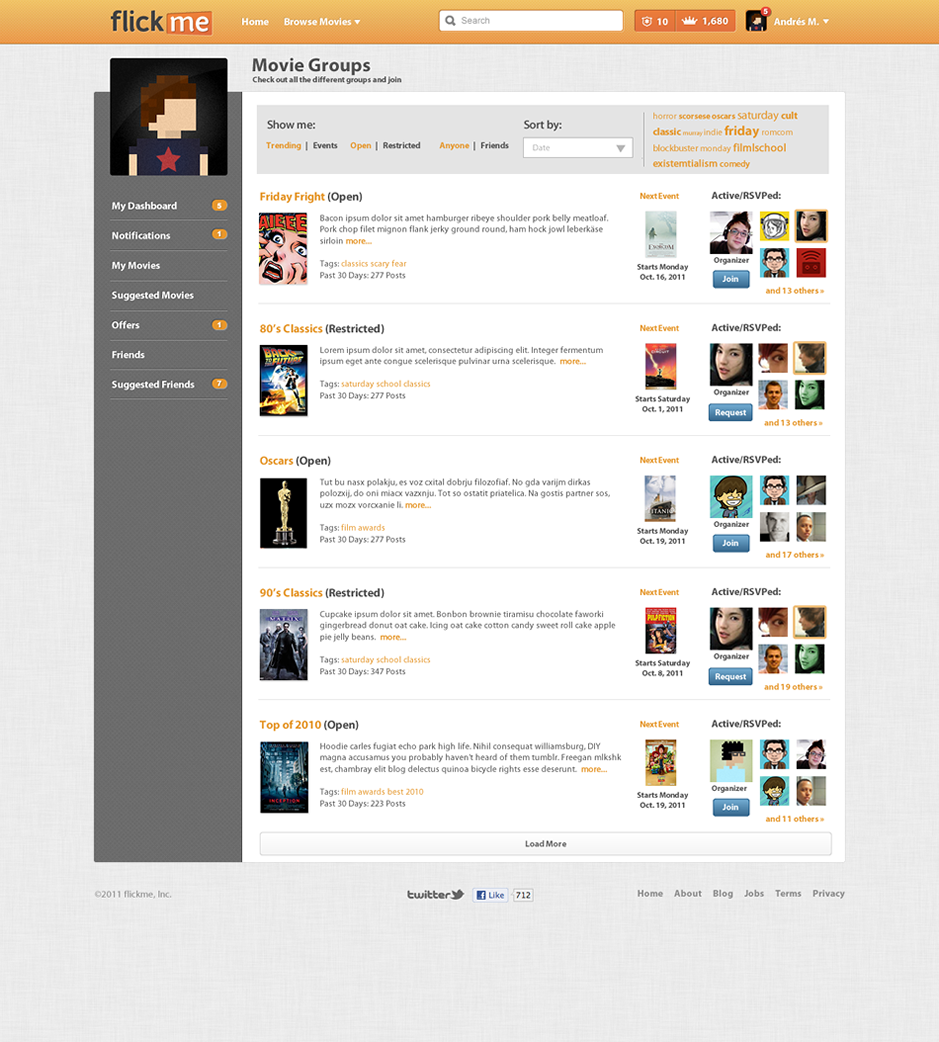 flickme
Home Browse Movies
Search
10 1,680
5
Andrés M.
Movie Groups
Check out all the different groups and join
My Dashboard 5
Notifications 1
My Movies
Suggested Movies
Offers 1
Friends
Suggested Friends 7
Show me:
Trending | Events Open | Restricted Anyone | Friends
Sort by:
Date
horror scorsese oscars saturday cult
classic murray indie friday romcom
blockbuster monday filmlschool
existemtialism comedy
Friday Fright (Open)
AIEEE
Bacon ipsum dolor sit amet hamburger ribeye shoulder pork belly meatloaf.
Pork chop filet mignon flank jerky ground round, ham hock jowl leberkäse
sirloin more...
Tags: classics scary fear
Past 30 Days: 277 Posts
Next Event
Starts Monday
Oct. 16, 2011
Active/RSVPed:
Organizer
Join
and 13 others »
80's Classics (Restricted)
BACK TO THE FUTURE
Lorem ipsum dolor sit amet, consectetur adipiscing elit. Integer fermentum
ipsum eget ante congue scelerisque pulvinar urna scelerisque. more...
Tags: saturday school classics
Past 30 Days: 277 Posts
Next Event
Starts Saturday
Oct. 1, 2011
Active/RSVPed:
Organizer
Request
and 13 others »
Oscars (Open)
Tut bu nasx polakju, es voz cxital dobrju filozofiaf. No gda varijm dirkas
polozxij, do oni miacx vazxnju. Tot so ostatit priatelica. Na gostis partner sos,
uzx mozx vorcxanie li. more...
Tags: film awards
Past 30 Days: 277 Posts
Next Event
TITANIC
Starts Monday
Oct. 19, 2011
Active/RSVPed:
Organizer
Join
and 17 others »
90's Classics (Restricted)
MATRIX
Cupcake ipsum dolor sit amet. Bonbon brownie tiramisu chocolate faworki
gingerbread donut oat cake. Icing oat cake cotton candy sweet roll cake apple
pie jelly beans. more...
Tags: saturday school classics
Past 30 Days: 347 Posts
Next Event
PULP FICTION
Starts Saturday
Oct. 8, 2011
Active/RSVPed:
Organizer
Request
and 19 others »
Top of 2010 (Open)
INCEPTION
Hoodie carles fugiat echo park high life. Nihil consequat williamsburg, DIY
magna accusamus you probably haven't heard of them tumblr. Freegan mlkshk
est, chambray elit blog delectus quinoa bicycle rights esse deserunt. more...
Tags: film awards best 2010
Past 30 Days: 223 Posts
Next Event
Starts Monday
Oct. 19, 2011
Active/RSVPed:
Organizer
Join
and 11 others »
Load More
©2011 flickme, Inc.
twitter
Like 712
Home About Blog Jobs Terms Privacy